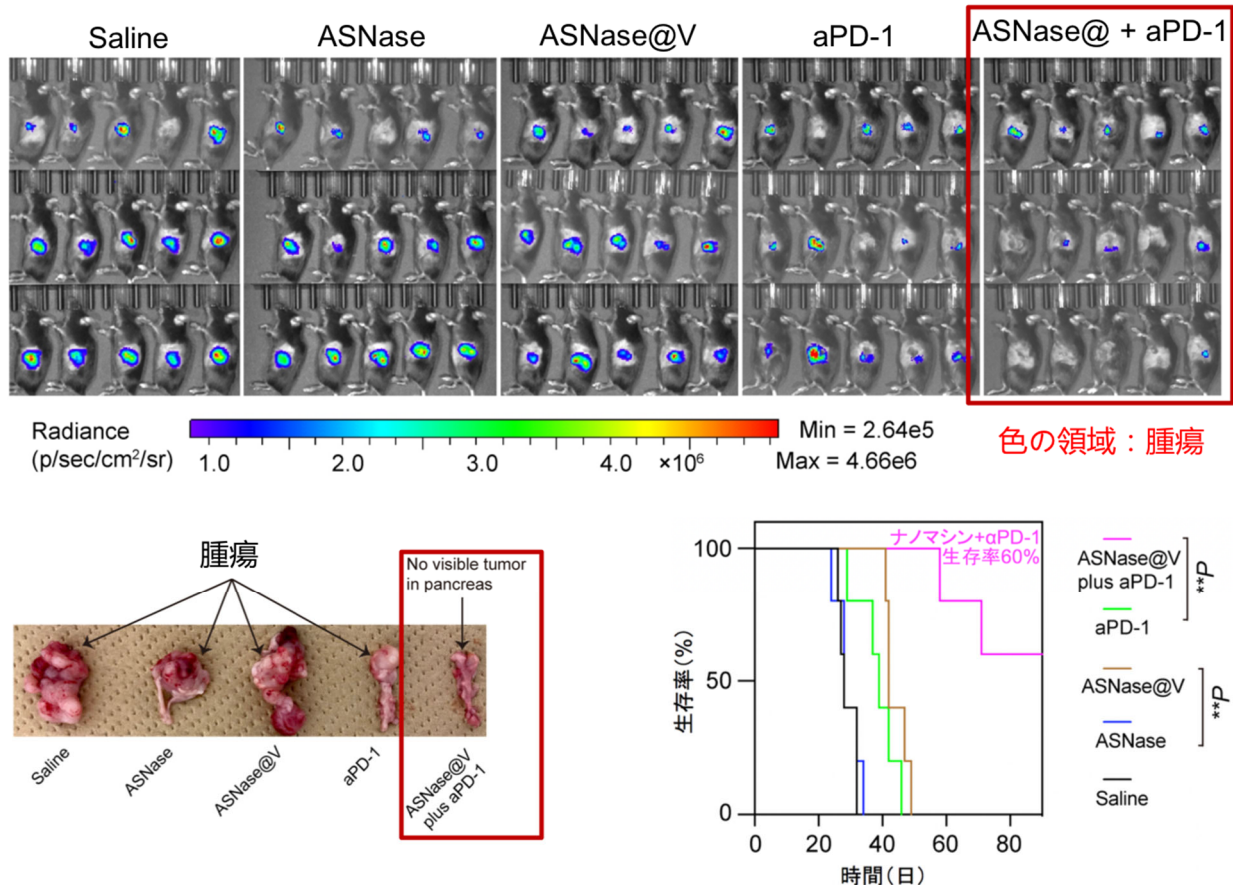 Saline
ASNase
ASNase@V
aPD-1
ASNase@ + aPD-1
Radiance
(p/sec/cm²/sr)
1.0
2.0
3.0
4.0
×10⁶
Min = 2.64e5
Max = 4.66e6
色の領域：腫瘍
腫瘍
No visible tumor
in pancreas
Saline
ASNase
ASNase@V
aPD-1
ASNase@V
plus aPD-1
ナノマシン+αPD-1
生存率60%
生存率(%)
100
50
0
0
20
40
60
80
時間(日)
ASNase@V
plus aPD-1
aPD-1
**P
ASNase@V
ASNase
**P
Saline